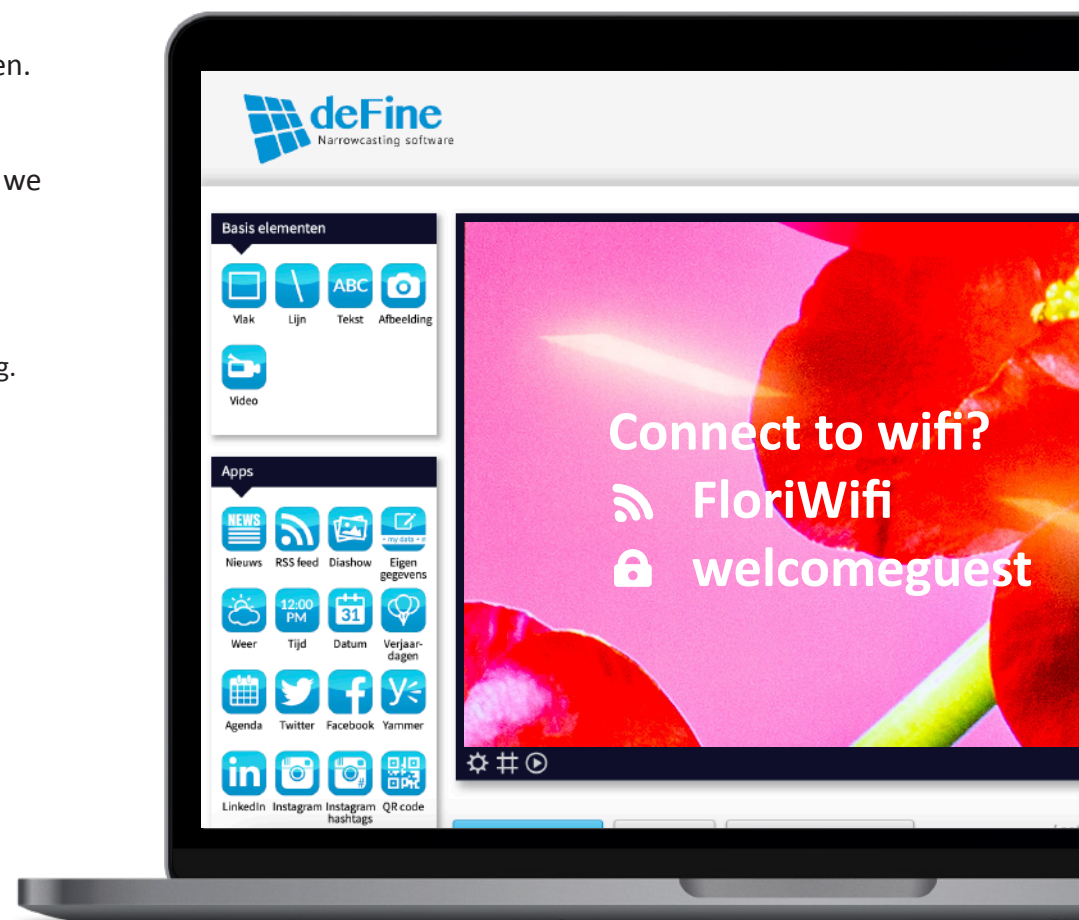 en.
we
g.
deFine
Narrowcasting software
Basis elementen
Vlak
Lijn
ABC
Tekst
Afbeelding
Video
Apps
NEWS
Nieuws
RSS feed
Diashow
my data
Eigen
gegevens
Weer
12:00
PM
Tijd
31
Datum
Verjaar-
dagen
Agenda
Twitter
Facebook
Yammer
in
LinkedIn
Instagram
#
Instagram
hashtags
QR code
Connect to wifi?
FloriWifi
welcomeguest